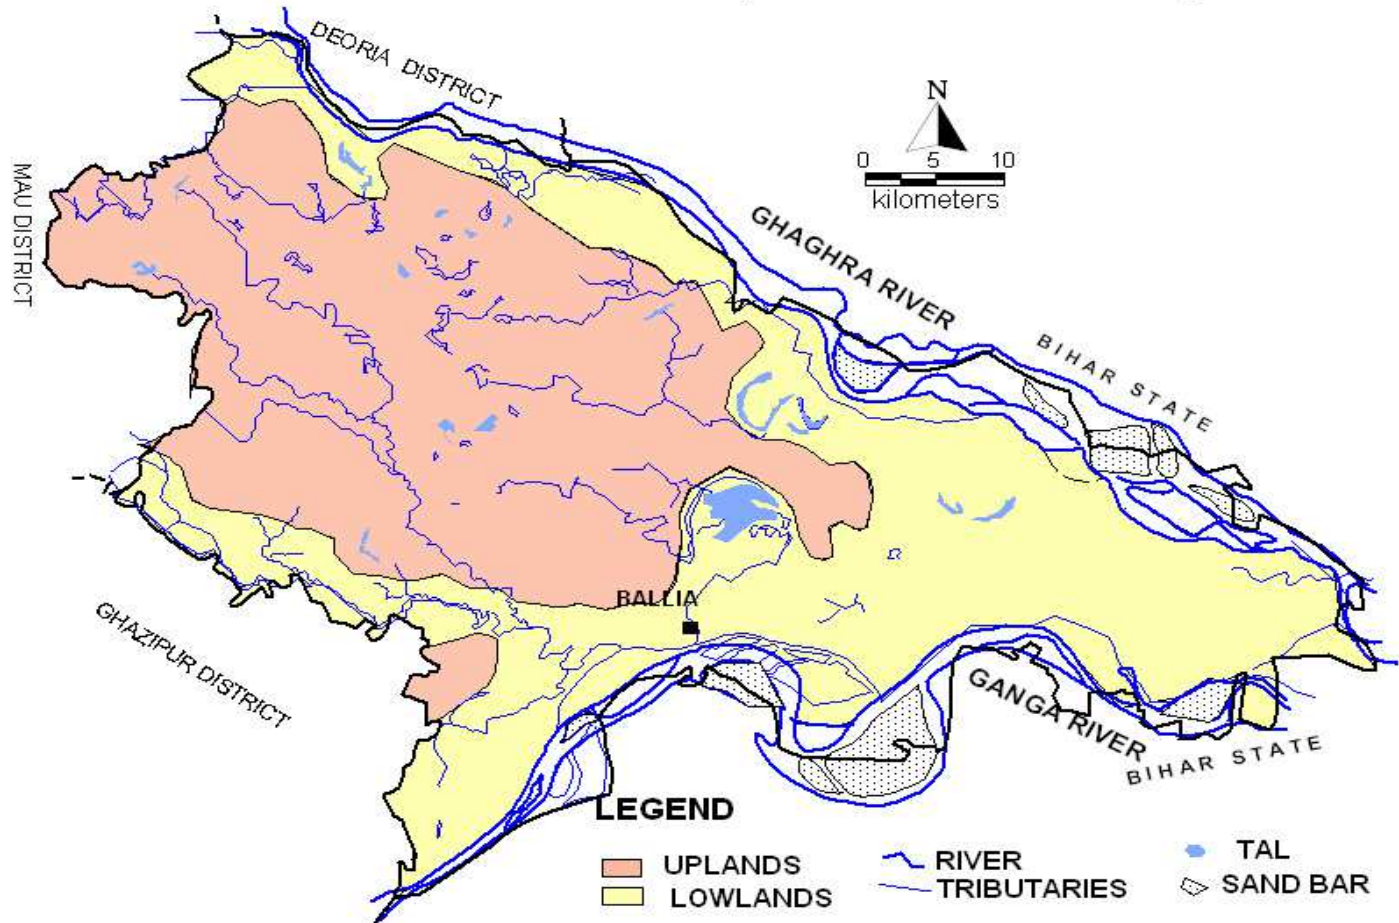 DEORIA DISTRICT
N
0 5 10
kilometers
MAU DISTRICT
GHAGHRA RIVER
BIHAR STATE
BALLIA
GHAZIPUR DISTRICT
GANGA RIVER
BIHAR STATE
LEGEND
UPLANDS
LOWLANDS
RIVER
TRIBUTARIES
TAL
SAND BAR